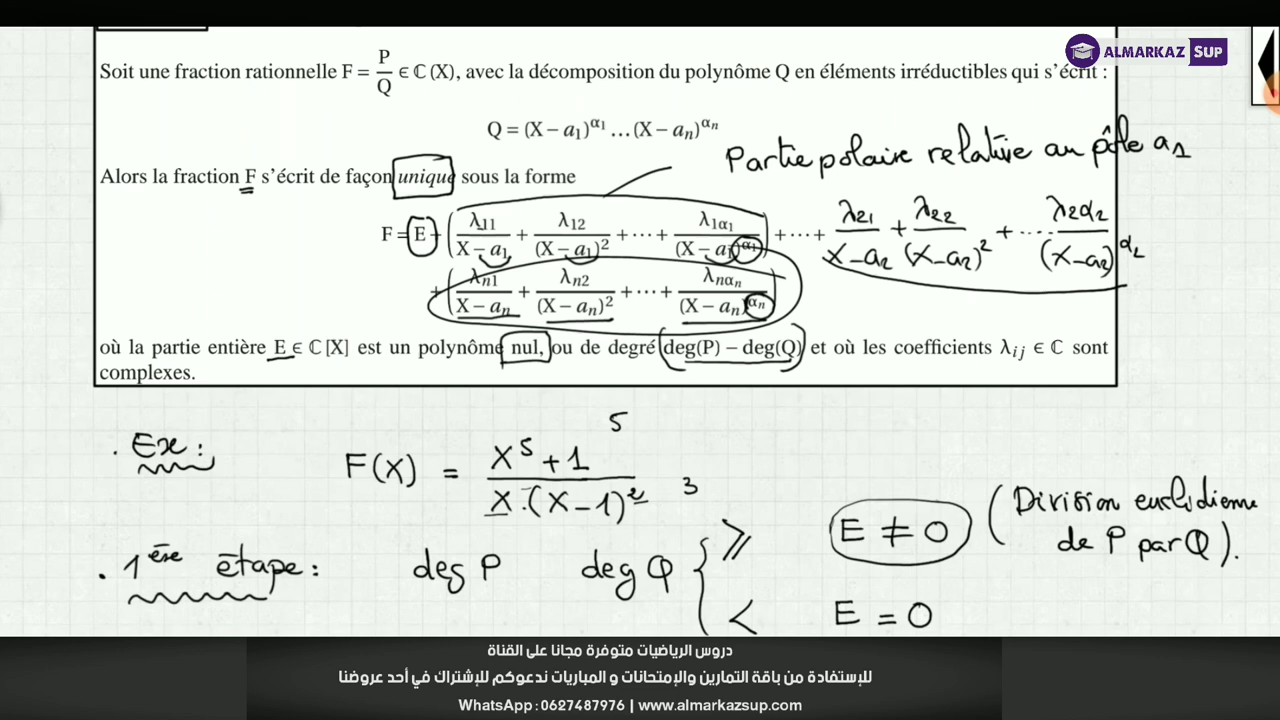 ALMARKAZ SUP
Soit une fraction rationnelle F = P/Q ∈ ℂ (X), avec la décomposition du polynôme Q en éléments irréductibles qui s'écrit :
Q = (X − a₁)^α₁ … (X − aₙ)^αₙ
Partie polaire relative au pôle a₁
Alors la fraction F s'écrit de façon unique sous la forme
F = E + ( λ₁₁/(X − a₁) + λ₁₂/(X − a₁)² + ⋯ + λ₁α₁/(X − a₁)^α₁ ) + ⋯ + λ₂₁/(X − a₂) + λ₂₂/(X − a₂)² + .... λ₂α₂/(X − a₂)^α₂
+ ( λₙ₁/(X − aₙ) + λₙ₂/(X − aₙ)² + ⋯ + λₙαₙ/(X − aₙ)^αₙ )
où la partie entière E ∈ ℂ [X] est un polynôme nul, ou de degré deg(P) − deg(Q) et où les coefficients λᵢⱼ ∈ ℂ sont
complexes.
. Ex : F(X) = (X⁵ + 1)/(X.(X − 1)²) 5 3
. 1ère étape : deg P deg Q { ⩾ E ≠ 0 ( Division euclidienne
de P par Q ).
< E = 0
دروس الرياضيات متوفرة مجانا على القناة
للإستفادة من باقة التمارين والإمتحانات و المباريات ندعوكم للإشتراك في أحد عروضنا
WhatsApp : 0627487976 | www.almarkazsup.com